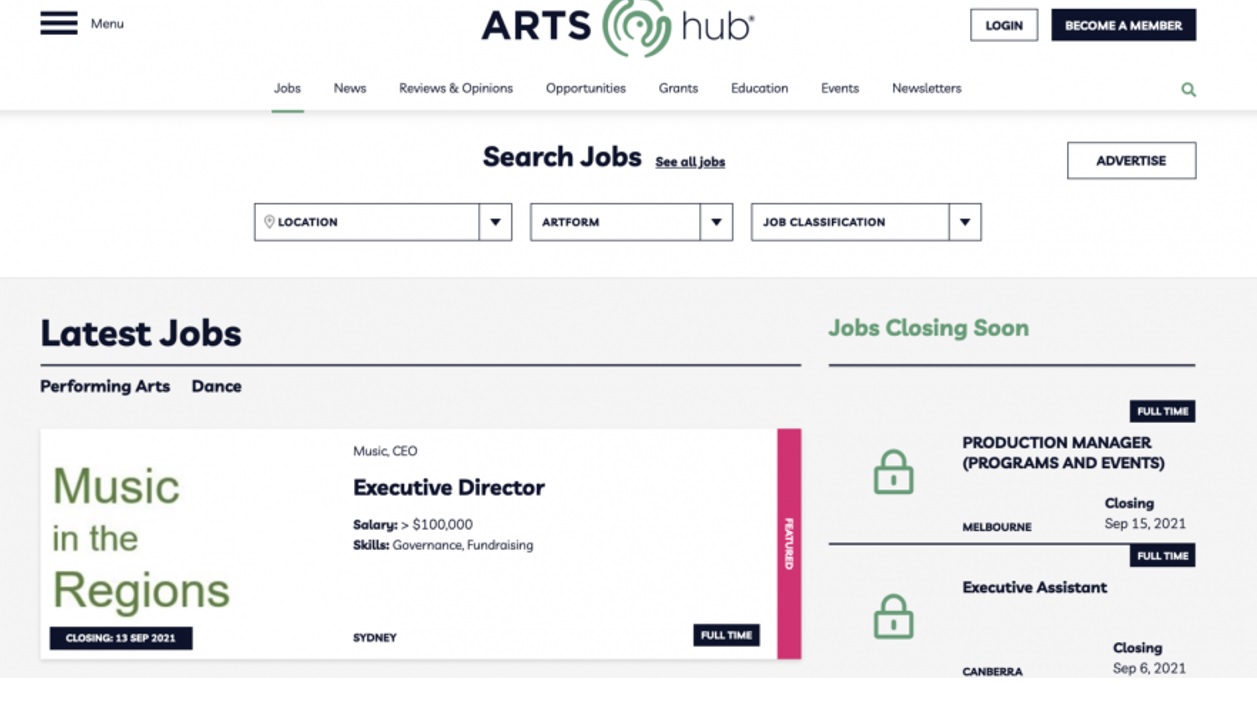 Menu
ARTS hub®
LOGIN
BECOME A MEMBER
Jobs News Reviews & Opinions Opportunities Grants Education Events Newsletters
Search Jobs See all jobs
ADVERTISE
LOCATION
ARTFORM
JOB CLASSIFICATION
Latest Jobs
Performing Arts Dance
Music
in the
Regions
CLOSING: 13 SEP 2021
Music, CEO
Executive Director
Salary: > $100,000
Skills: Governance, Fundraising
SYDNEY
FULL TIME
FEATURED
Jobs Closing Soon
FULL TIME
PRODUCTION MANAGER
(PROGRAMS AND EVENTS)
Closing
MELBOURNE
Sep 15, 2021
FULL TIME
Executive Assistant
Closing
CANBERRA
Sep 6, 2021